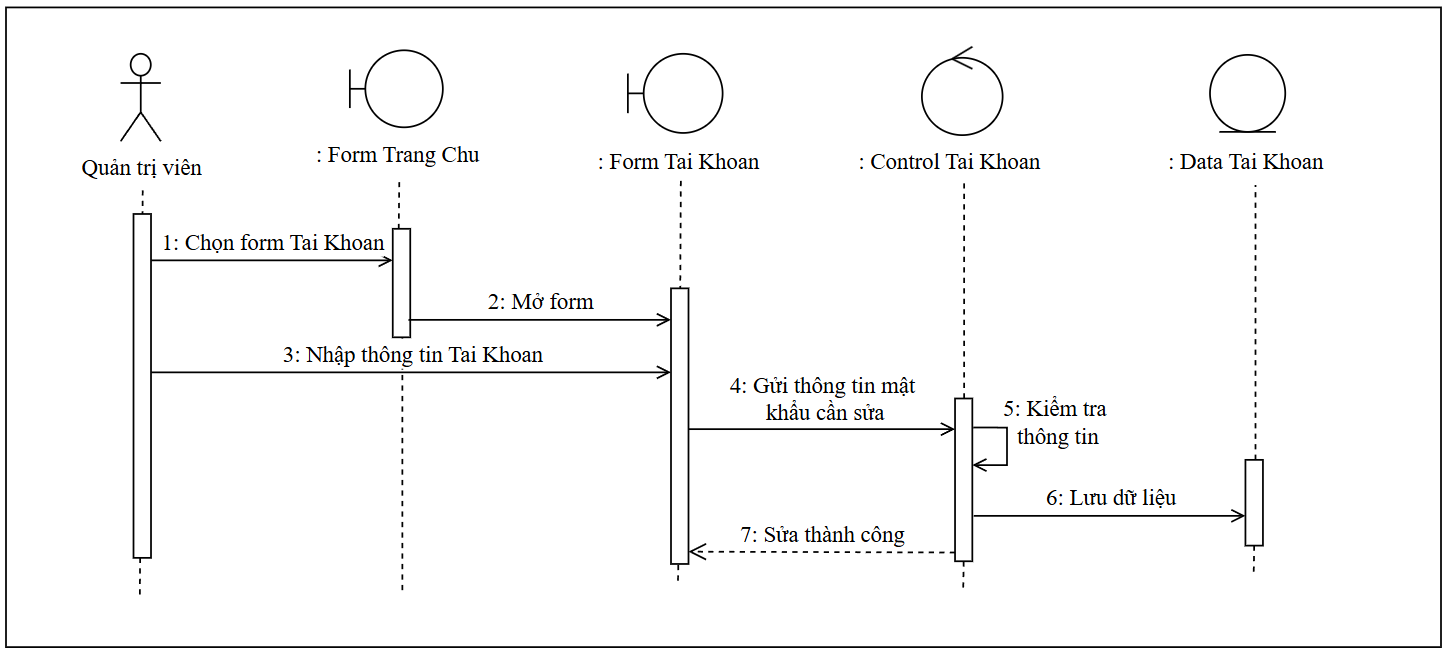 Quản trị viên
: Form Trang Chu
: Form Tai Khoan
: Control Tai Khoan
: Data Tai Khoan
1: Chọn form Tai Khoan
2: Mở form
3: Nhập thông tin Tai Khoan
4: Gửi thông tin mật
khẩu cần sửa
5: Kiểm tra
thông tin
6: Lưu dữ liệu
7: Sửa thành công